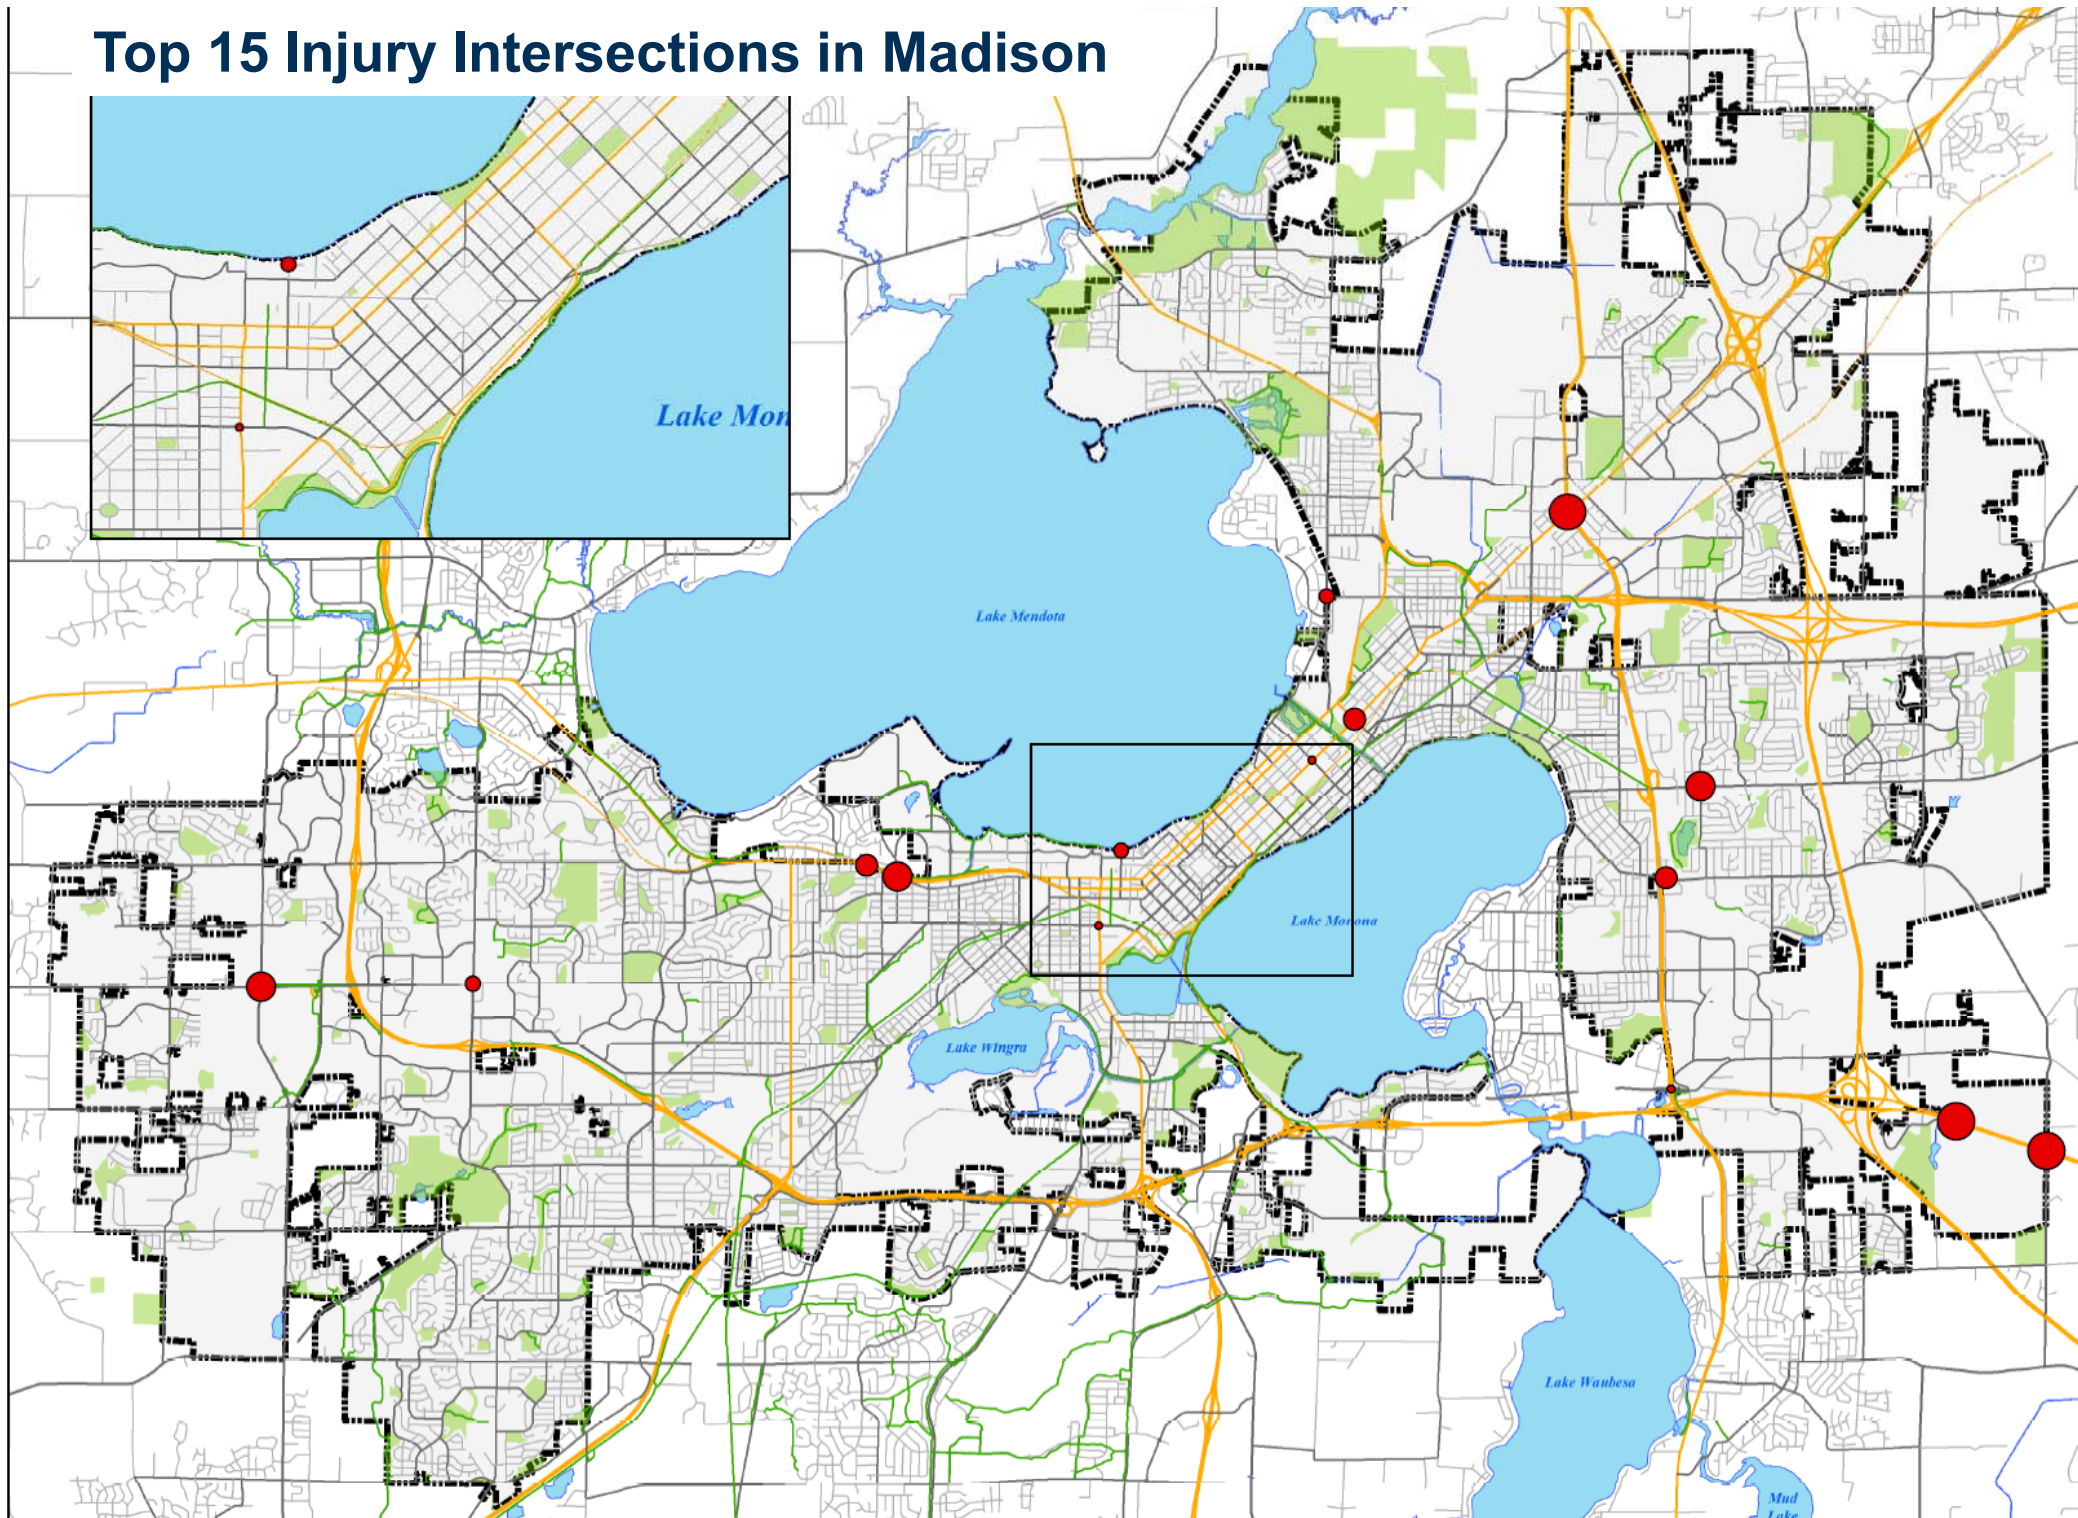 Top 15 Injury Intersections in Madison
Lake Mon
Lake Mendota
Lake Monona
Lake Wingra
Lake Waubesa
Mud
Lake